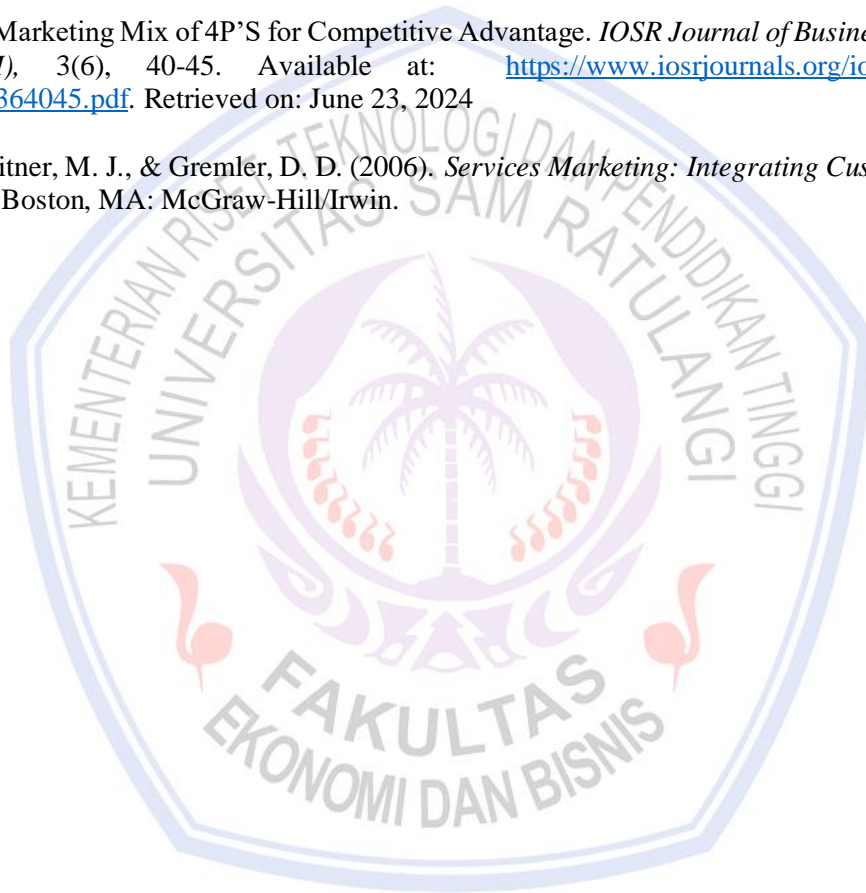 Marketing Mix of 4P’S for Competitive Advantage. IOSR Journal of Busine
), 3(6), 40-45. Available at: https://www.iosrjournals.org/io
364045.pdf. Retrieved on: June 23, 2024
itner, M. J., & Gremler, D. D. (2006). Services Marketing: Integrating Cus
Boston, MA: McGraw-Hill/Irwin.
KEMENTERIAN RISET TEKNOLOGI DAN PENDIDIKAN TINGGI
UNIVERSITAS SAM RATULANGI
FAKULTAS
EKONOMI DAN BISNIS